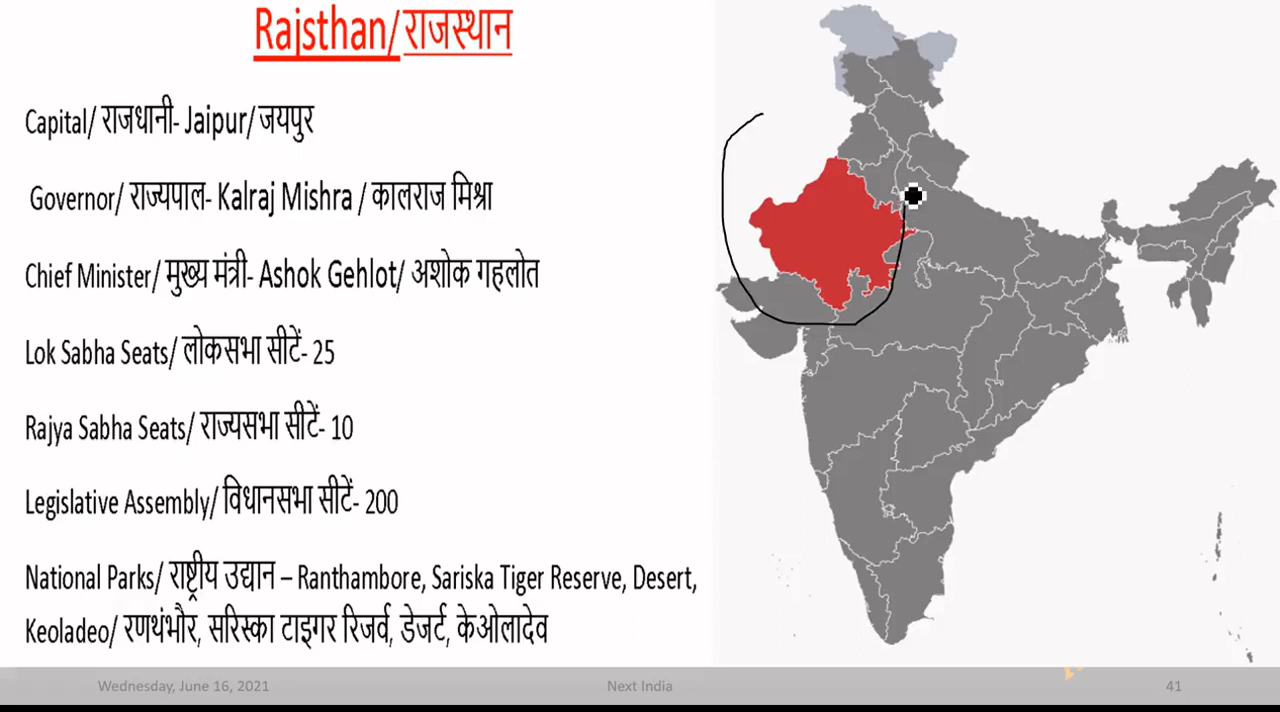 Rajsthan/राजस्थान
Capital/ राजधानी- Jaipur/ जयपुर
Governor/ राज्यपाल- Kalraj Mishra / कालराज मिश्रा
Chief Minister/ मुख्य मंत्री- Ashok Gehlot/ अशोक गहलोत
Lok Sabha Seats/ लोकसभा सीटें- 25
Rajya Sabha Seats/ राज्यसभा सीटें- 10
Legislative Assembly/ विधानसभा सीटें- 200
National Parks/ राष्ट्रीय उद्यान – Ranthambore, Sariska Tiger Reserve, Desert,
Keoladeo/ रणथंभौर, सरिस्का टाइगर रिजर्व, डेजर्ट, केओलादेव
Wednesday, June 16, 2021 Next India 41